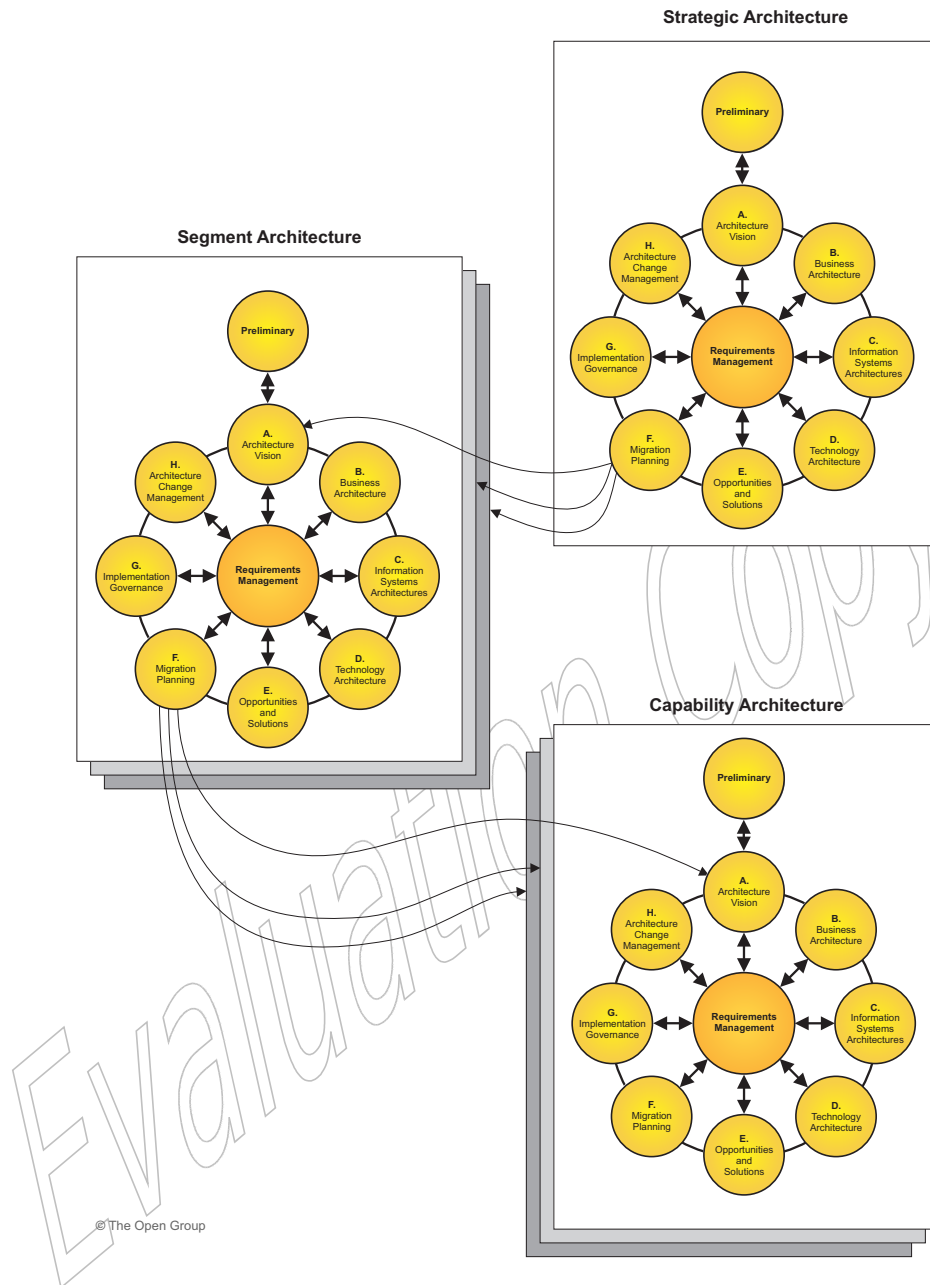 Strategic Architecture
Preliminary
A.
Architecture
Vision
H.
Architecture
Change
Management
B.
Business
Architecture
G.
Implementation
Governance
Requirements
Management
C.
Information
Systems
Architectures
F.
Migration
Planning
D.
Technology
Architecture
E.
Opportunities
and
Solutions
Segment Architecture
Preliminary
A.
Architecture
Vision
H.
Architecture
Change
Management
B.
Business
Architecture
G.
Implementation
Governance
Requirements
Management
C.
Information
Systems
Architectures
F.
Migration
Planning
D.
Technology
Architecture
E.
Opportunities
and
Solutions
Capability Architecture
Preliminary
A.
Architecture
Vision
H.
Architecture
Change
Management
B.
Business
Architecture
G.
Implementation
Governance
Requirements
Management
C.
Information
Systems
Architectures
F.
Migration
Planning
D.
Technology
Architecture
E.
Opportunities
and
Solutions
Evaluation Copy
© The Open Group